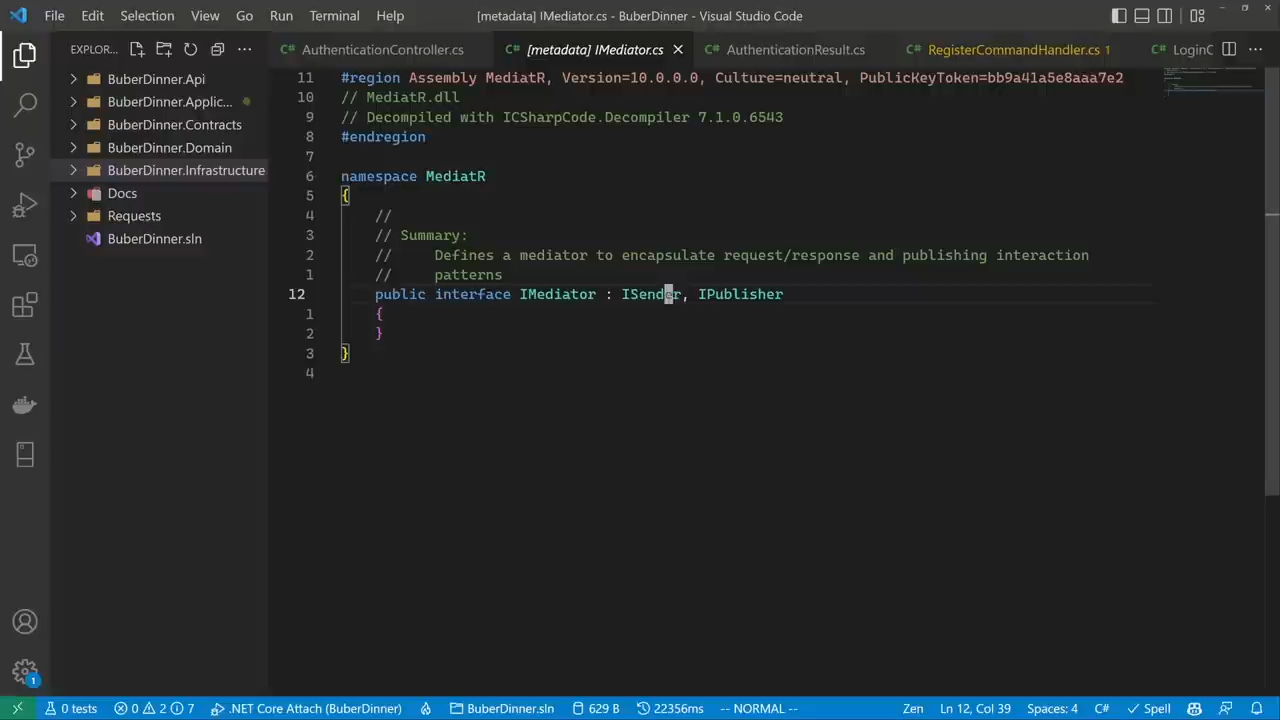 File Edit Selection View Go Run Terminal Help [metadata] IMediator.cs - BuberDinner - Visual Studio Code
EXPLOR... AuthenticationController.cs [metadata] IMediator.cs AuthenticationResult.cs RegisterCommandHandler.cs 1 LoginC
BuberDinner.Api
BuberDinner.Applic...
BuberDinner.Contracts
BuberDinner.Domain
BuberDinner.Infrastructure
Docs
Requests
BuberDinner.sln
11 #region Assembly MediatR, Version=10.0.0.0, Culture=neutral, PublicKeyToken=bb9a41a5e8aaa7e2
10 // MediatR.dll
9 // Decompiled with ICSharpCode.Decompiler 7.1.0.6543
8 #endregion
7
6 namespace MediatR
5 {
4 //
3 // Summary:
2 // Defines a mediator to encapsulate request/response and publishing interaction
1 // patterns
12 public interface IMediator : ISender, IPublisher
1 {
2 }
3 }
4
1
0 tests 0 2 7 .NET Core Attach (BuberDinner) BuberDinner.sln 629 B 22356ms -- NORMAL -- Zen Ln 12, Col 39 Spaces: 4 C# Spell